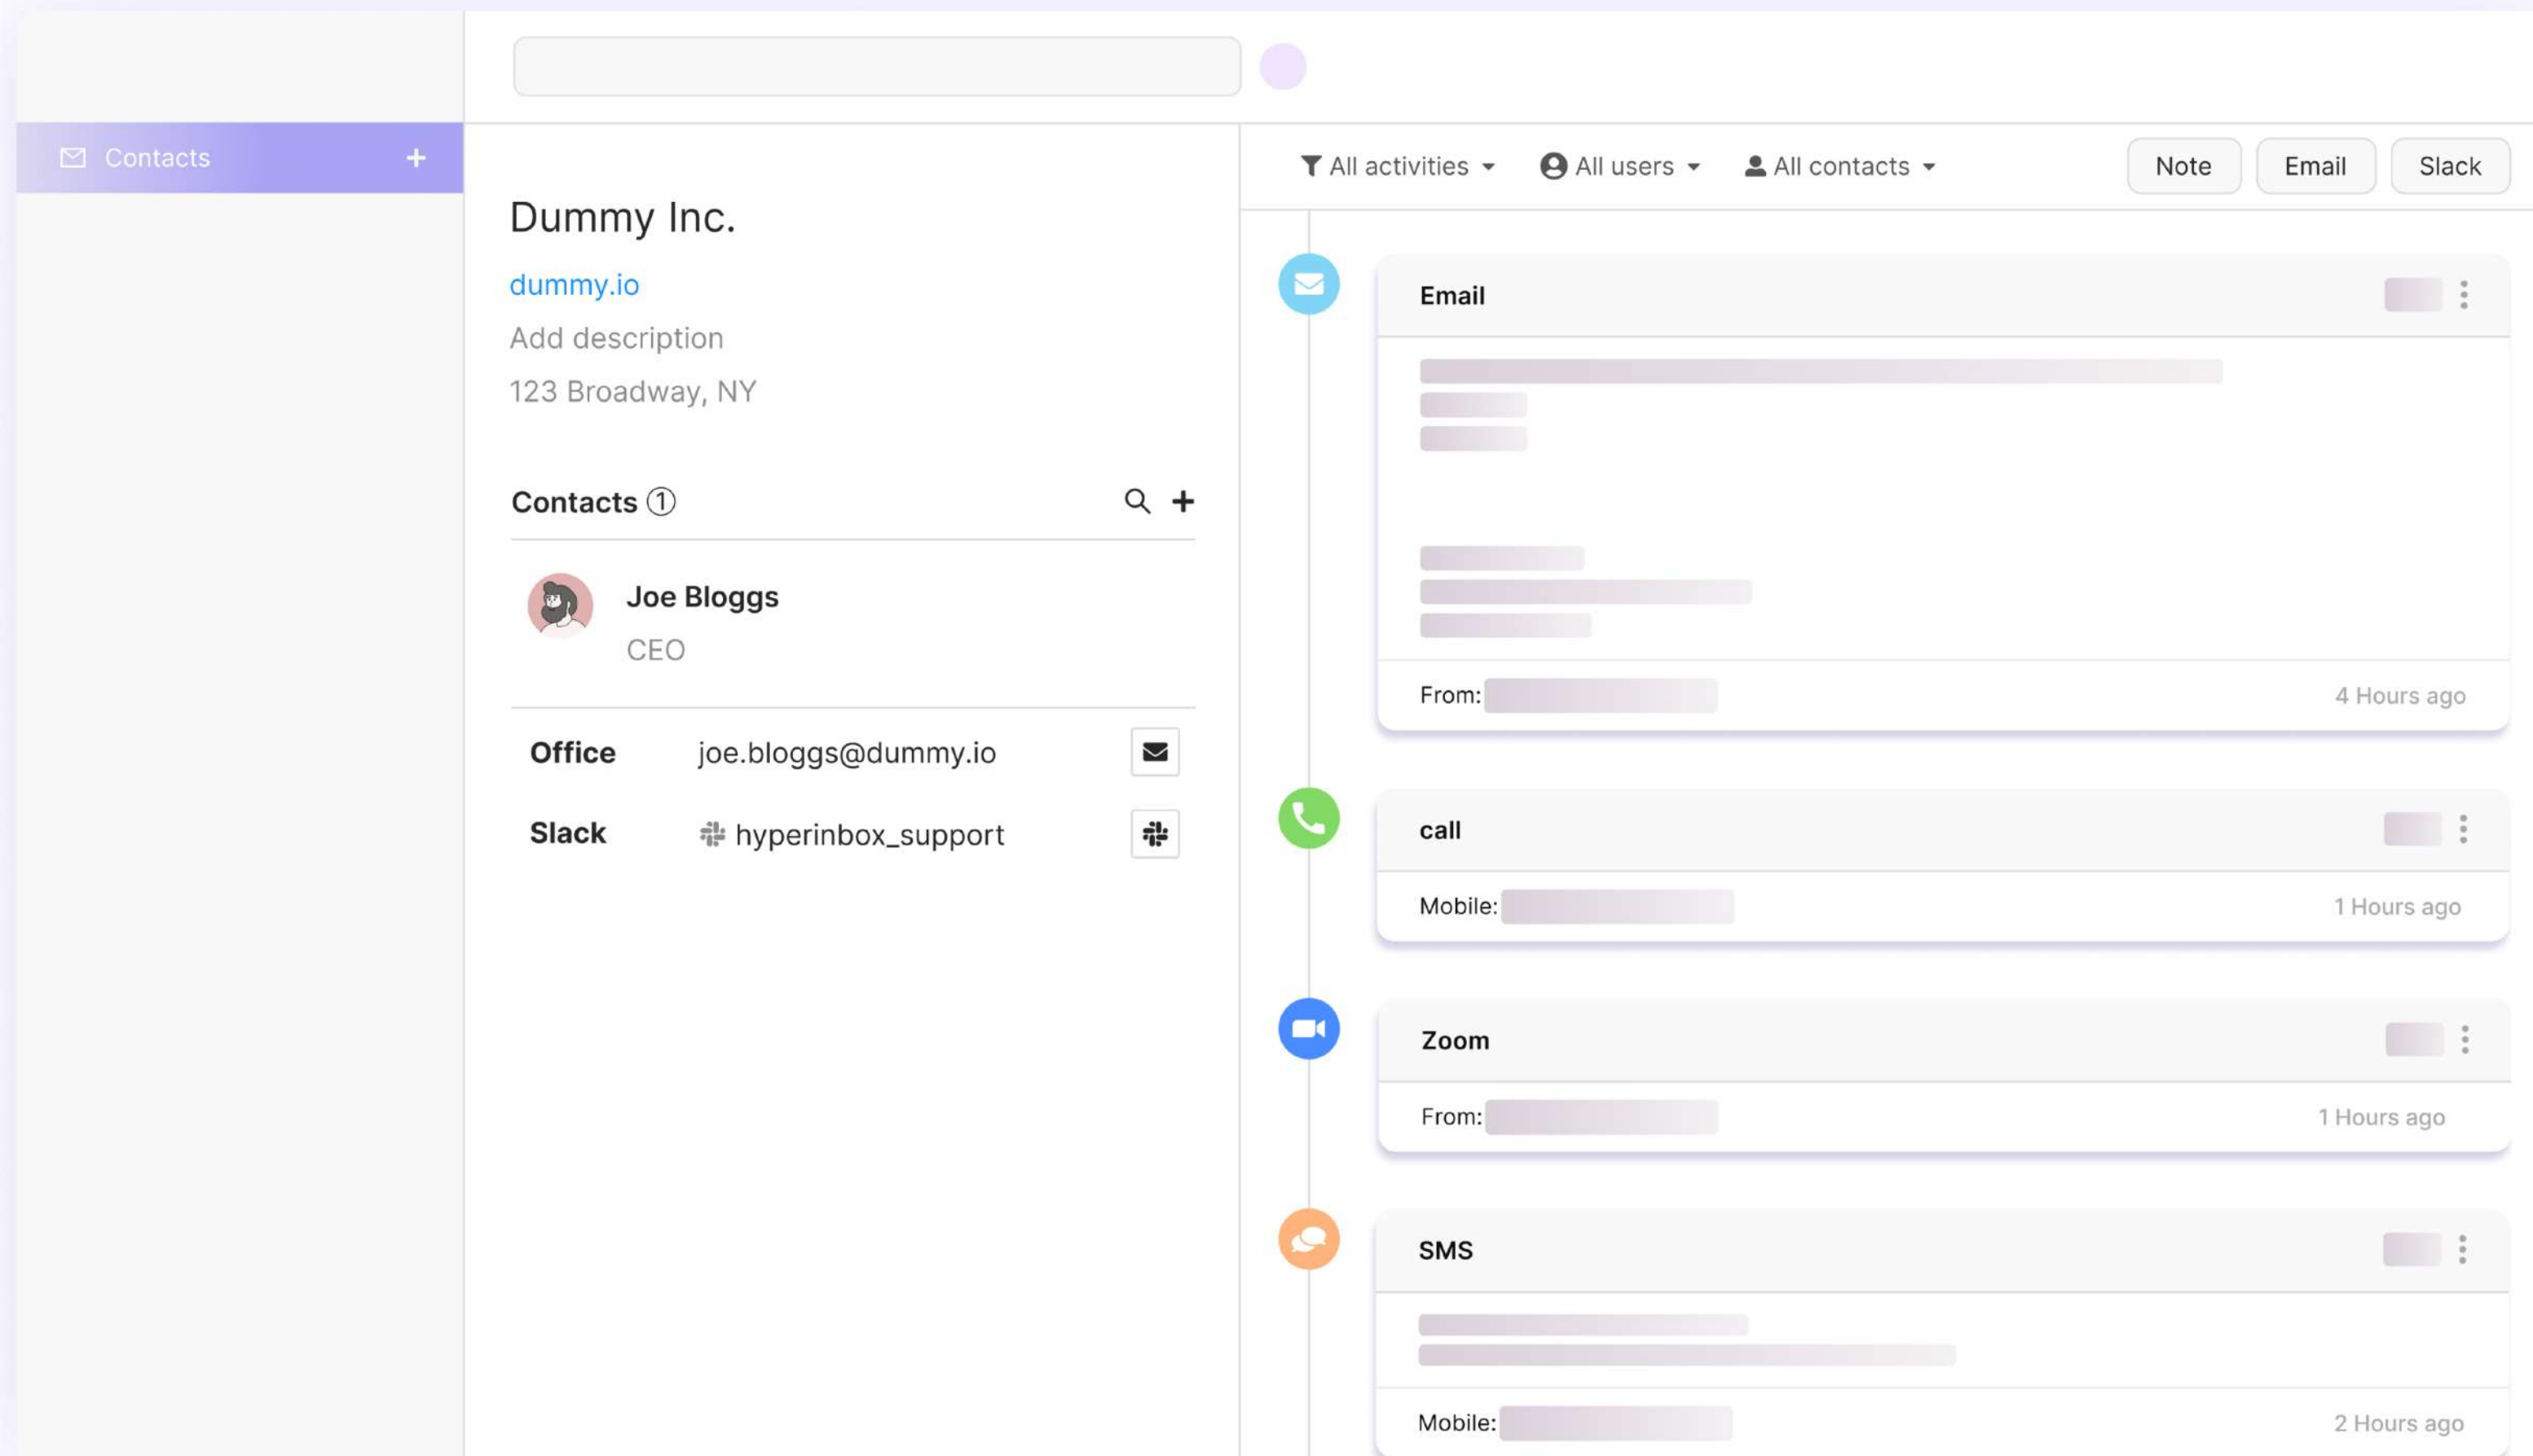 Contacts +
Dummy Inc.
dummy.io
Add description
123 Broadway, NY
Contacts ①
Joe Bloggs
CEO
Office joe.bloggs@dummy.io
Slack hyperinbox_support
All activities All users All contacts Note Email Slack
Email
From: 4 Hours ago
call
Mobile: 1 Hours ago
Zoom
From: 1 Hours ago
SMS
Mobile: 2 Hours ago